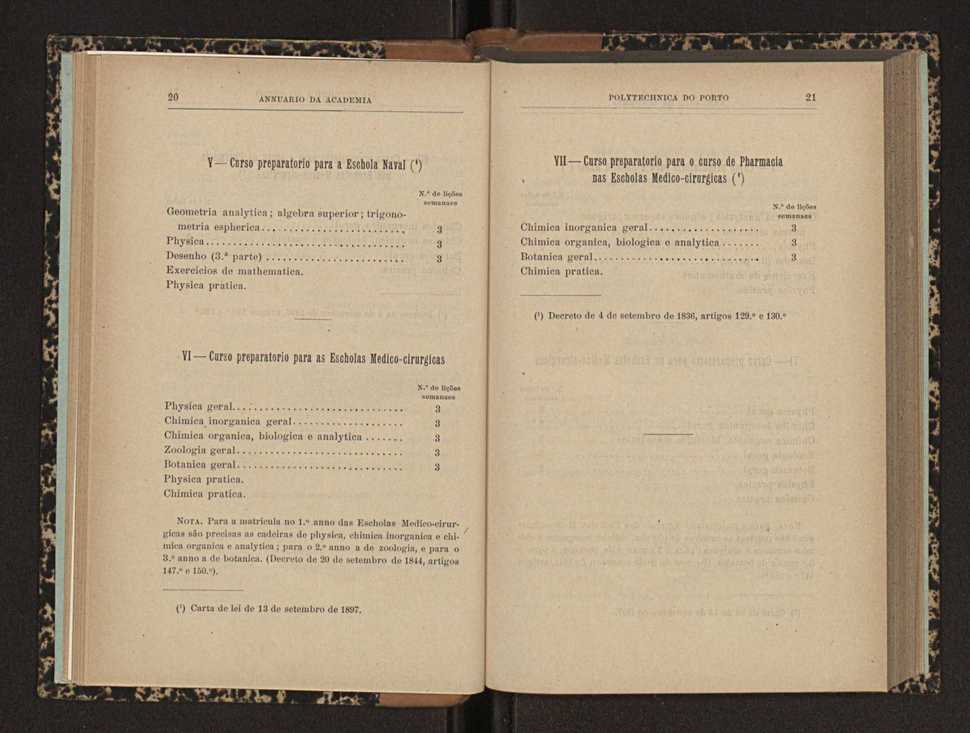 20
ANNUARIO DA ACADEMIA
V — Curso preparatorio para a Eschola Naval (¹)
N.º de lições
semanaes
Geometria analytica; algebra superior; trigono-
metria espherica........................ 3
Physica.................................. 3
Desenho (3.ª parte) ........................ 3
Exercicios de mathematica.
Physica pratica.
VI — Curso preparatorio para as Escholas Medico-cirurgicas
N.º de lições
semanaes
Physica geral.............................. 3
Chimica inorganica geral.................... 3
Chimica organica, biologica e analytica ....... 3
Zoologia geral............................. 3
Botanica geral............................. 3
Physica pratica.
Chimica pratica.
NOTA. Para a matricula no 1.º anno das Escholas Medico-cirur-
gicas são precisas as cadeiras de physica, chimica inorganica e chi-
mica organica e analytica; para o 2.º anno a de zoologia, e para o
3.º anno a de botanica. (Decreto de 20 de setembro de 1844, artigos
147.º e 150.º).
(¹) Carta de lei de 13 de setembro de 1897.
POLYTECHNICA DO PORTO
21
VII — Curso preparatorio para o curso de Pharmacia
nas Escholas Medico-cirurgicas (¹)
N.º de lições
semanaes
Chimica inorganica geral................... 3
Chimica organica, biologica e analytica ....... 3
Botanica geral............................ 3
Chimica pratica.
(¹) Decreto de 4 de setembro de 1836, artigos 129.º e 130.º